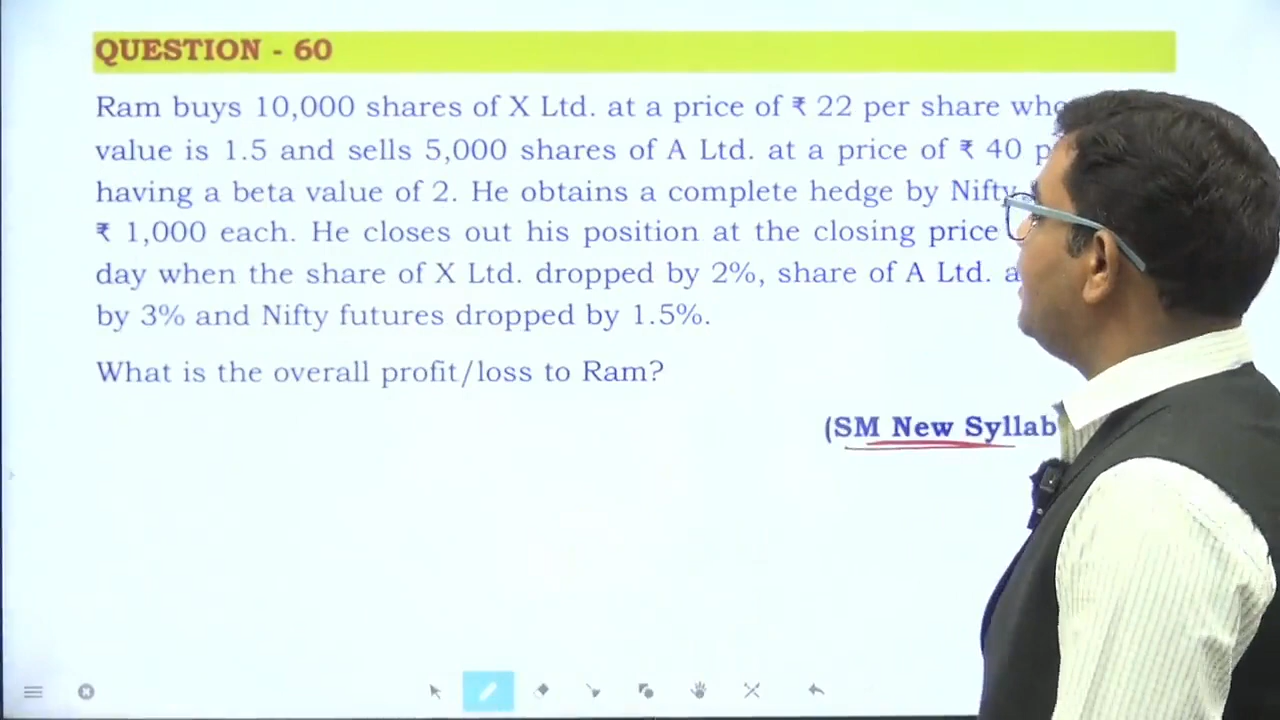 QUESTION - 60
Ram buys 10,000 shares of X Ltd. at a price of ₹ 22 per share
value is 1.5 and sells 5,000 shares of A Ltd. at a price of ₹ 40
having a beta value of 2. He obtains a complete hedge by Nifty
₹ 1,000 each. He closes out his position at the closing price
day when the share of X Ltd. dropped by 2%, share of A Ltd.
by 3% and Nifty futures dropped by 1.5%.
What is the overall profit/loss to Ram?
(SM New Syllab